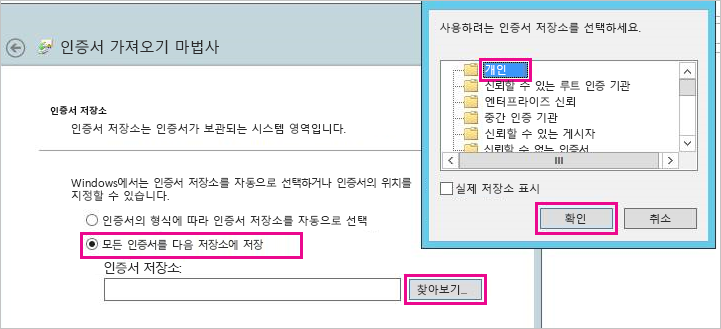 인증서 가져오기 마법사
인증서 저장소
인증서 저장소는 인증서가 보관되는 시스템 영역입니다.
Windows에서는 인증서 저장소를 자동으로 선택하거나 인증서의 위치를
지정할 수 있습니다.
인증서의 형식에 따라 인증서 저장소를 자동으로 선택
모든 인증서를 다음 저장소에 저장
인증서 저장소:
찾아보기...
사용하려는 인증서 저장소를 선택하세요.
개인
신뢰할 수 있는 루트 인증 기관
엔터프라이즈 신뢰
중간 인증 기관
신뢰할 수 있는 게시자
신뢰할 수 없는 인증서
실제 저장소 표시
확인
취소